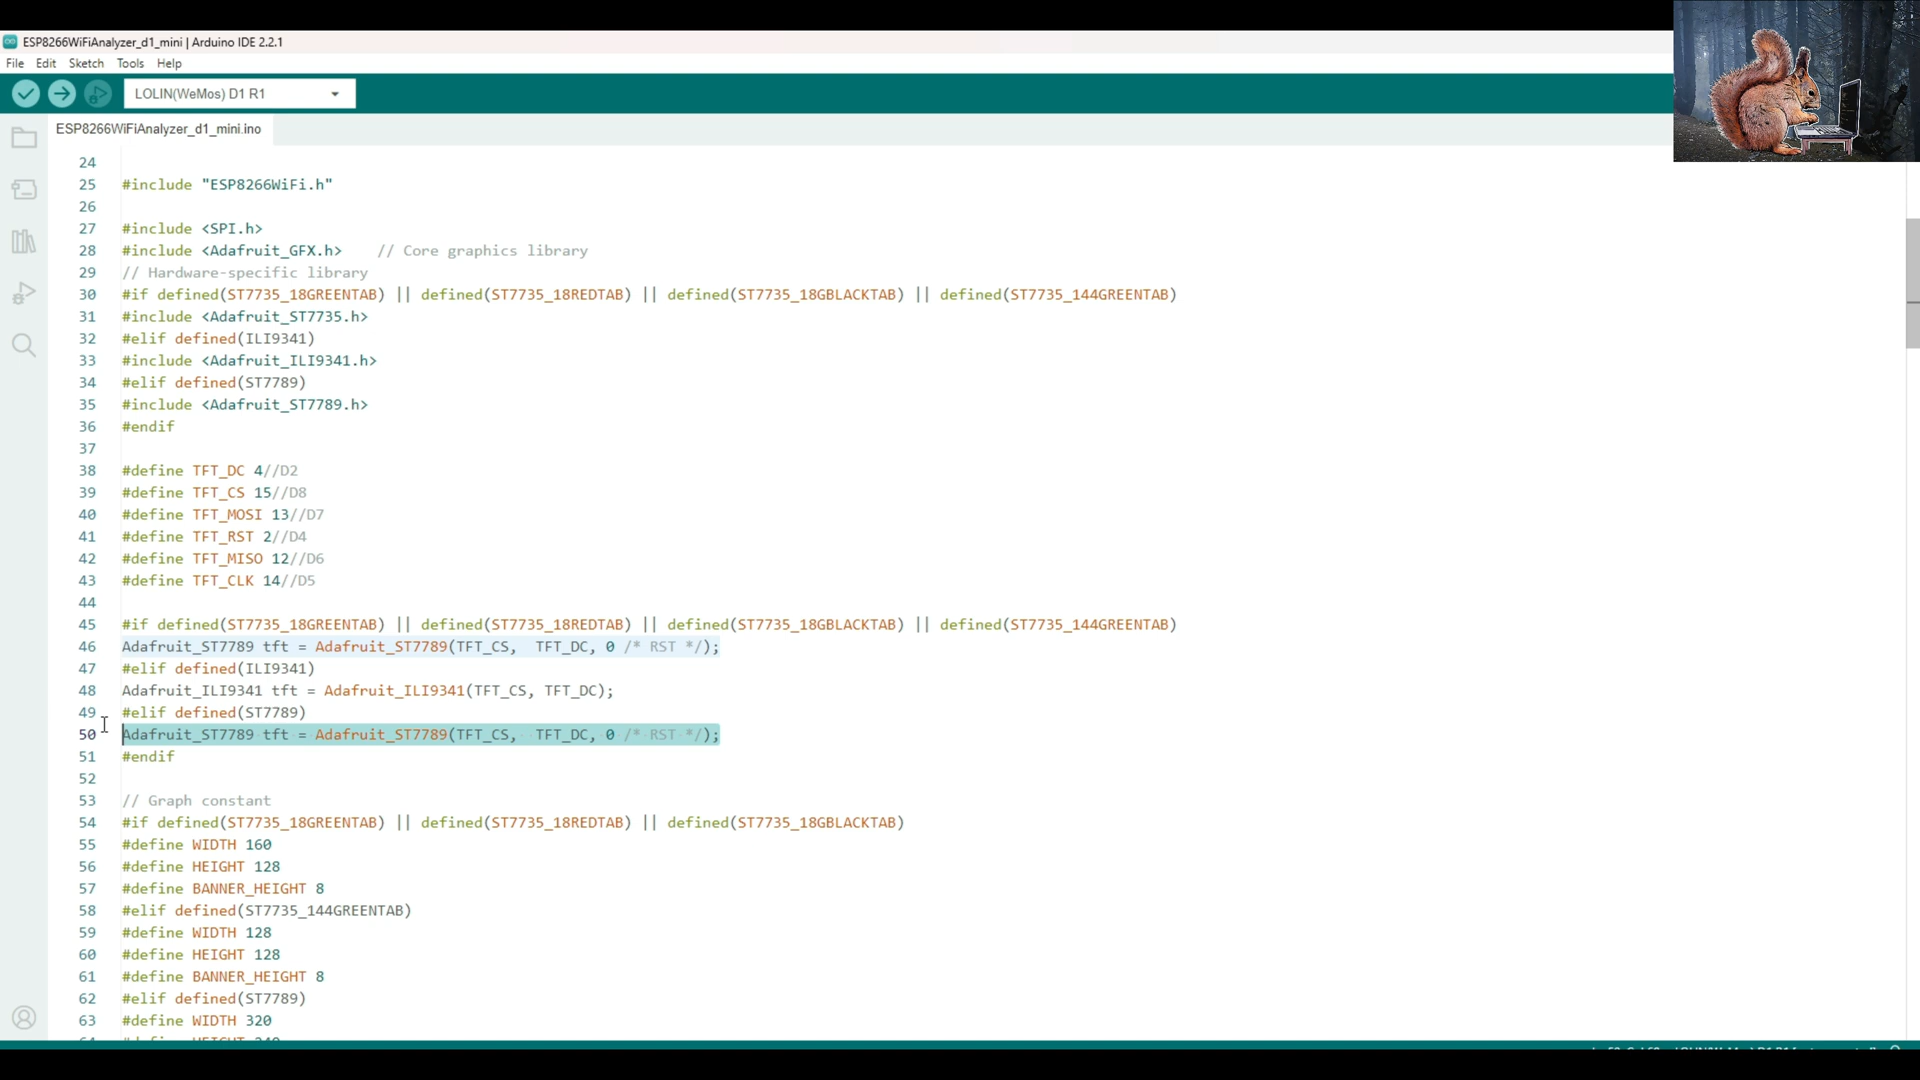 ESP8266WiFiAnalyzer_d1_mini | Arduino IDE 2.2.1
File Edit Sketch Tools Help
LOLIN(WeMos) D1 R1
ESP8266WiFiAnalyzer_d1_mini.ino
24
25 #include "ESP8266WiFi.h"
26
27 #include <SPI.h>
28 #include <Adafruit_GFX.h>    // Core graphics library
29 // Hardware-specific library
30 #if defined(ST7735_18GREENTAB) || defined(ST7735_18REDTAB) || defined(ST7735_18GBLACKTAB) || defined(ST7735_144GREENTAB)
31 #include <Adafruit_ST7735.h>
32 #elif defined(ILI9341)
33 #include <Adafruit_ILI9341.h>
34 #elif defined(ST7789)
35 #include <Adafruit_ST7789.h>
36 #endif
37
38 #define TFT_DC 4//D2
39 #define TFT_CS 15//D8
40 #define TFT_MOSI 13//D7
41 #define TFT_RST 2//D4
42 #define TFT_MISO 12//D6
43 #define TFT_CLK 14//D5
44
45 #if defined(ST7735_18GREENTAB) || defined(ST7735_18REDTAB) || defined(ST7735_18GBLACKTAB) || defined(ST7735_144GREENTAB)
46 Adafruit_ST7789 tft = Adafruit_ST7789(TFT_CS,  TFT_DC, 0 /* RST */);
47 #elif defined(ILI9341)
48 Adafruit_ILI9341 tft = Adafruit_ILI9341(TFT_CS, TFT_DC);
49 #elif defined(ST7789)
50 Adafruit_ST7789 tft = Adafruit_ST7789(TFT_CS,  TFT_DC, 0 /* RST */);
51 #endif
52
53 // Graph constant
54 #if defined(ST7735_18GREENTAB) || defined(ST7735_18REDTAB) || defined(ST7735_18GBLACKTAB)
55 #define WIDTH 160
56 #define HEIGHT 128
57 #define BANNER_HEIGHT 8
58 #elif defined(ST7735_144GREENTAB)
59 #define WIDTH 128
60 #define HEIGHT 128
61 #define BANNER_HEIGHT 8
62 #elif defined(ST7789)
63 #define WIDTH 320